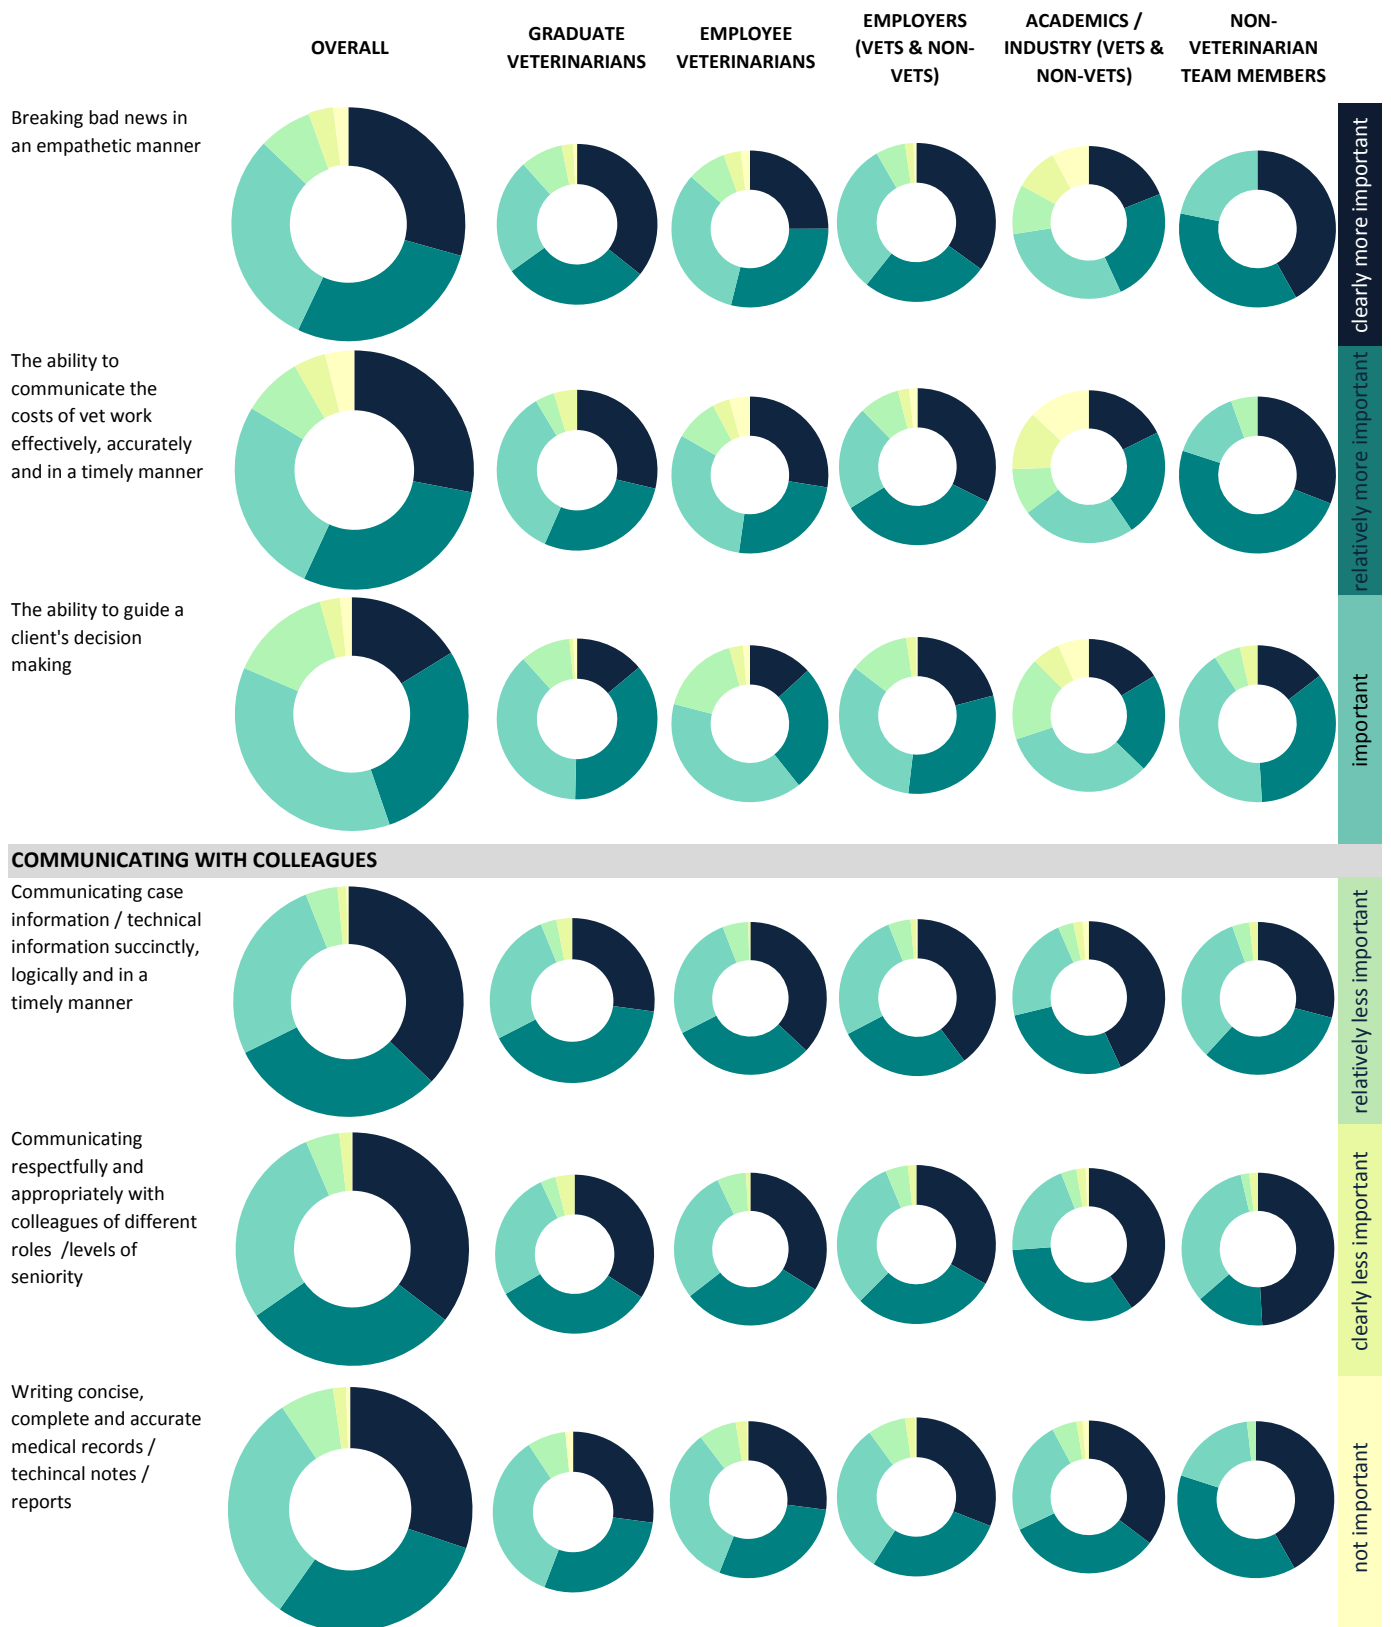 OVERALL
GRADUATE
VETERINARIANS
EMPLOYEE
VETERINARIANS
EMPLOYERS
(VETS & NON-
VETS)
ACADEMICS /
INDUSTRY (VETS &
NON-VETS)
NON-
VETERINARIAN
TEAM MEMBERS
Breaking bad news in
an empathetic manner
clearly more important
The ability to
communicate the
costs of vet work
effectively, accurately
and in a timely manner
relatively more important
The ability to guide a
client's decision
making
important
COMMUNICATING WITH COLLEAGUES
Communicating case
information / technical
information succinctly,
logically and in a
timely manner
relatively less important
Communicating
respectfully and
appropriately with
colleagues of different
roles /levels of
seniority
clearly less important
Writing concise,
complete and accurate
medical records /
techincal notes /
reports
not important